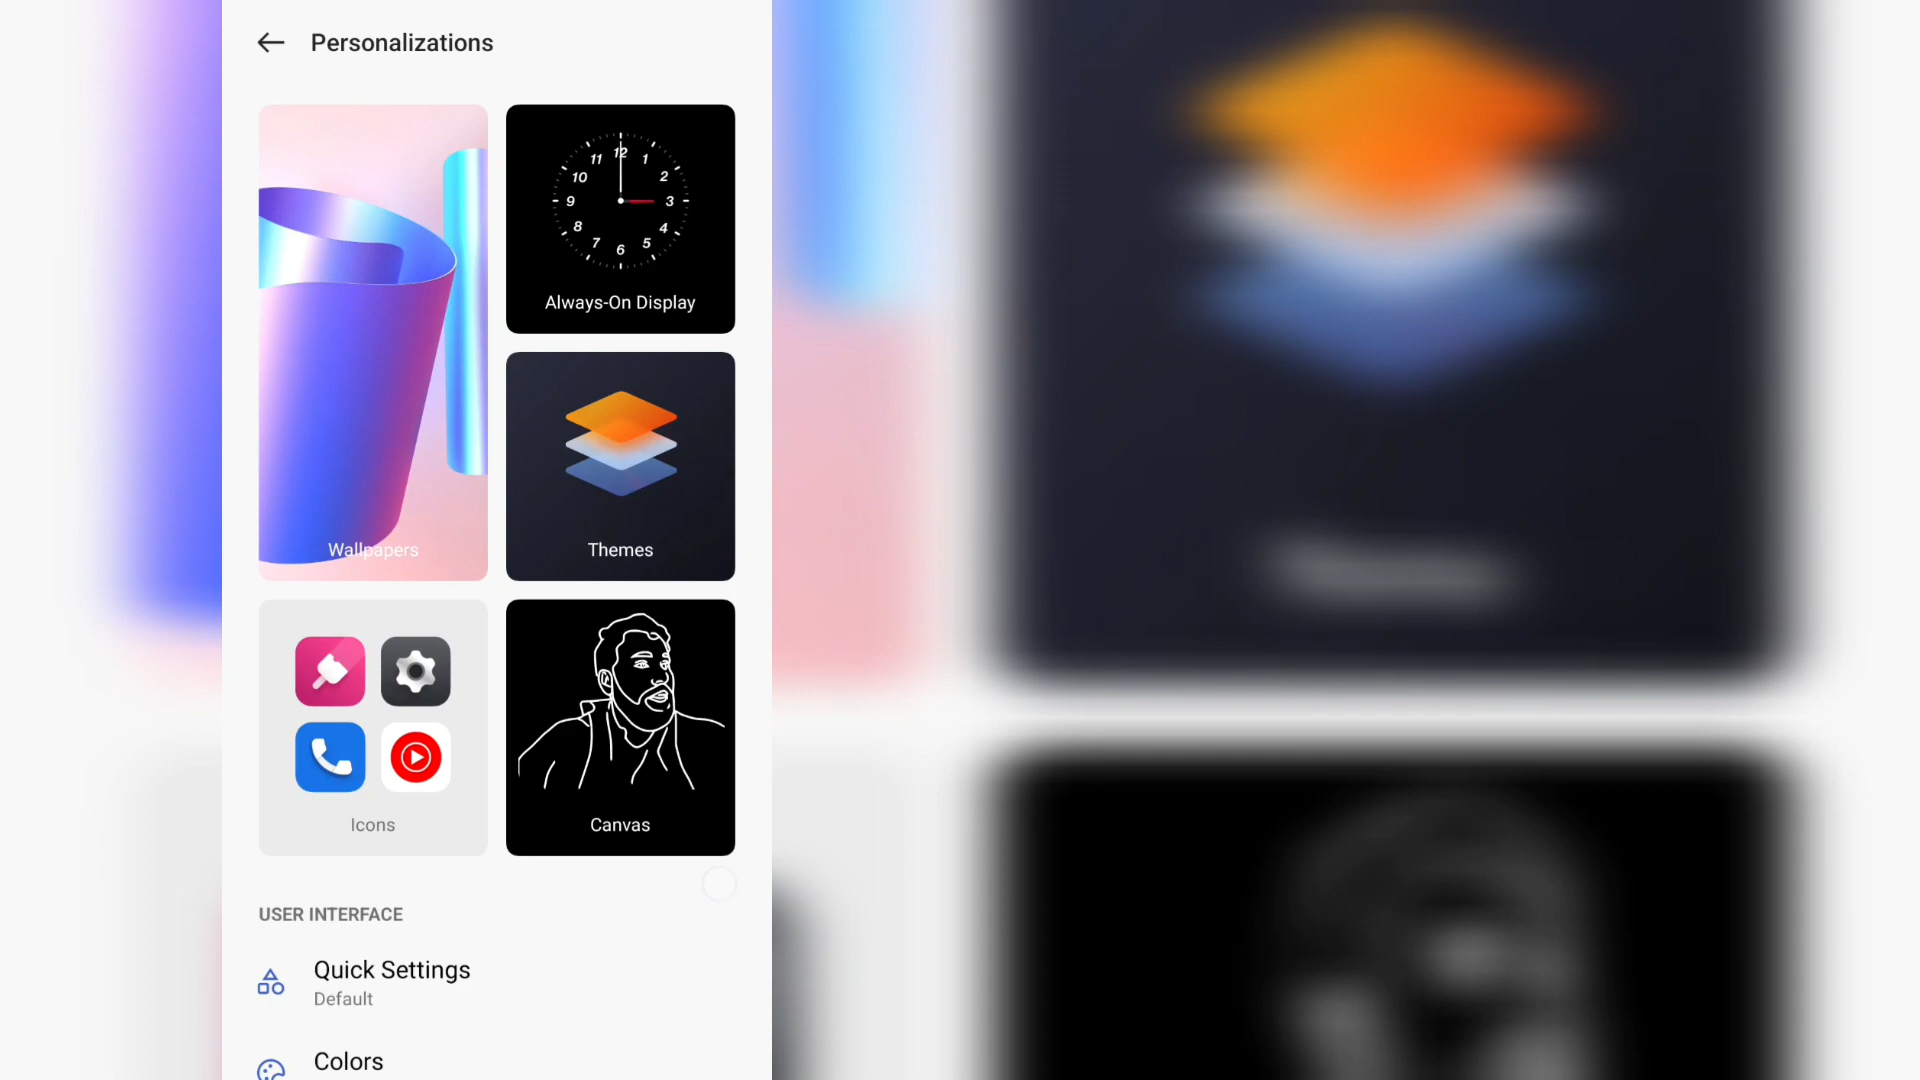 Personalizations
12
11
1
10
2
9
3
8
4
7
5
6
Always-On Display
Wallpapers
Themes
Icons
Canvas
USER INTERFACE
Quick Settings
Default
Colors